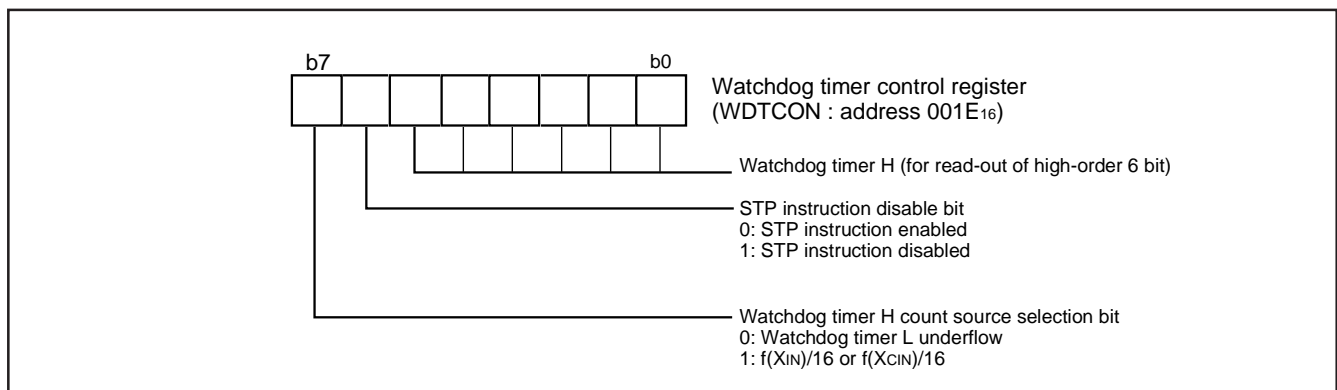 b7
b0
Watchdog timer control register
(WDTCON : address 001E16)
Watchdog timer H (for read-out of high-order 6 bit)
STP instruction disable bit
0: STP instruction enabled
1: STP instruction disabled
Watchdog timer H count source selection bit
0: Watchdog timer L underflow
1: f(XIN)/16 or f(XCIN)/16